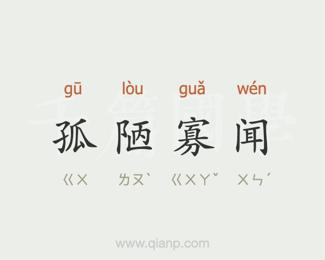 gū lòu guǎ wén
孤陋寡闻
ㄍㄨ ㄌㄡˋ ㄍㄨㄚˇ ㄨㄣˊ
www.qianp.com